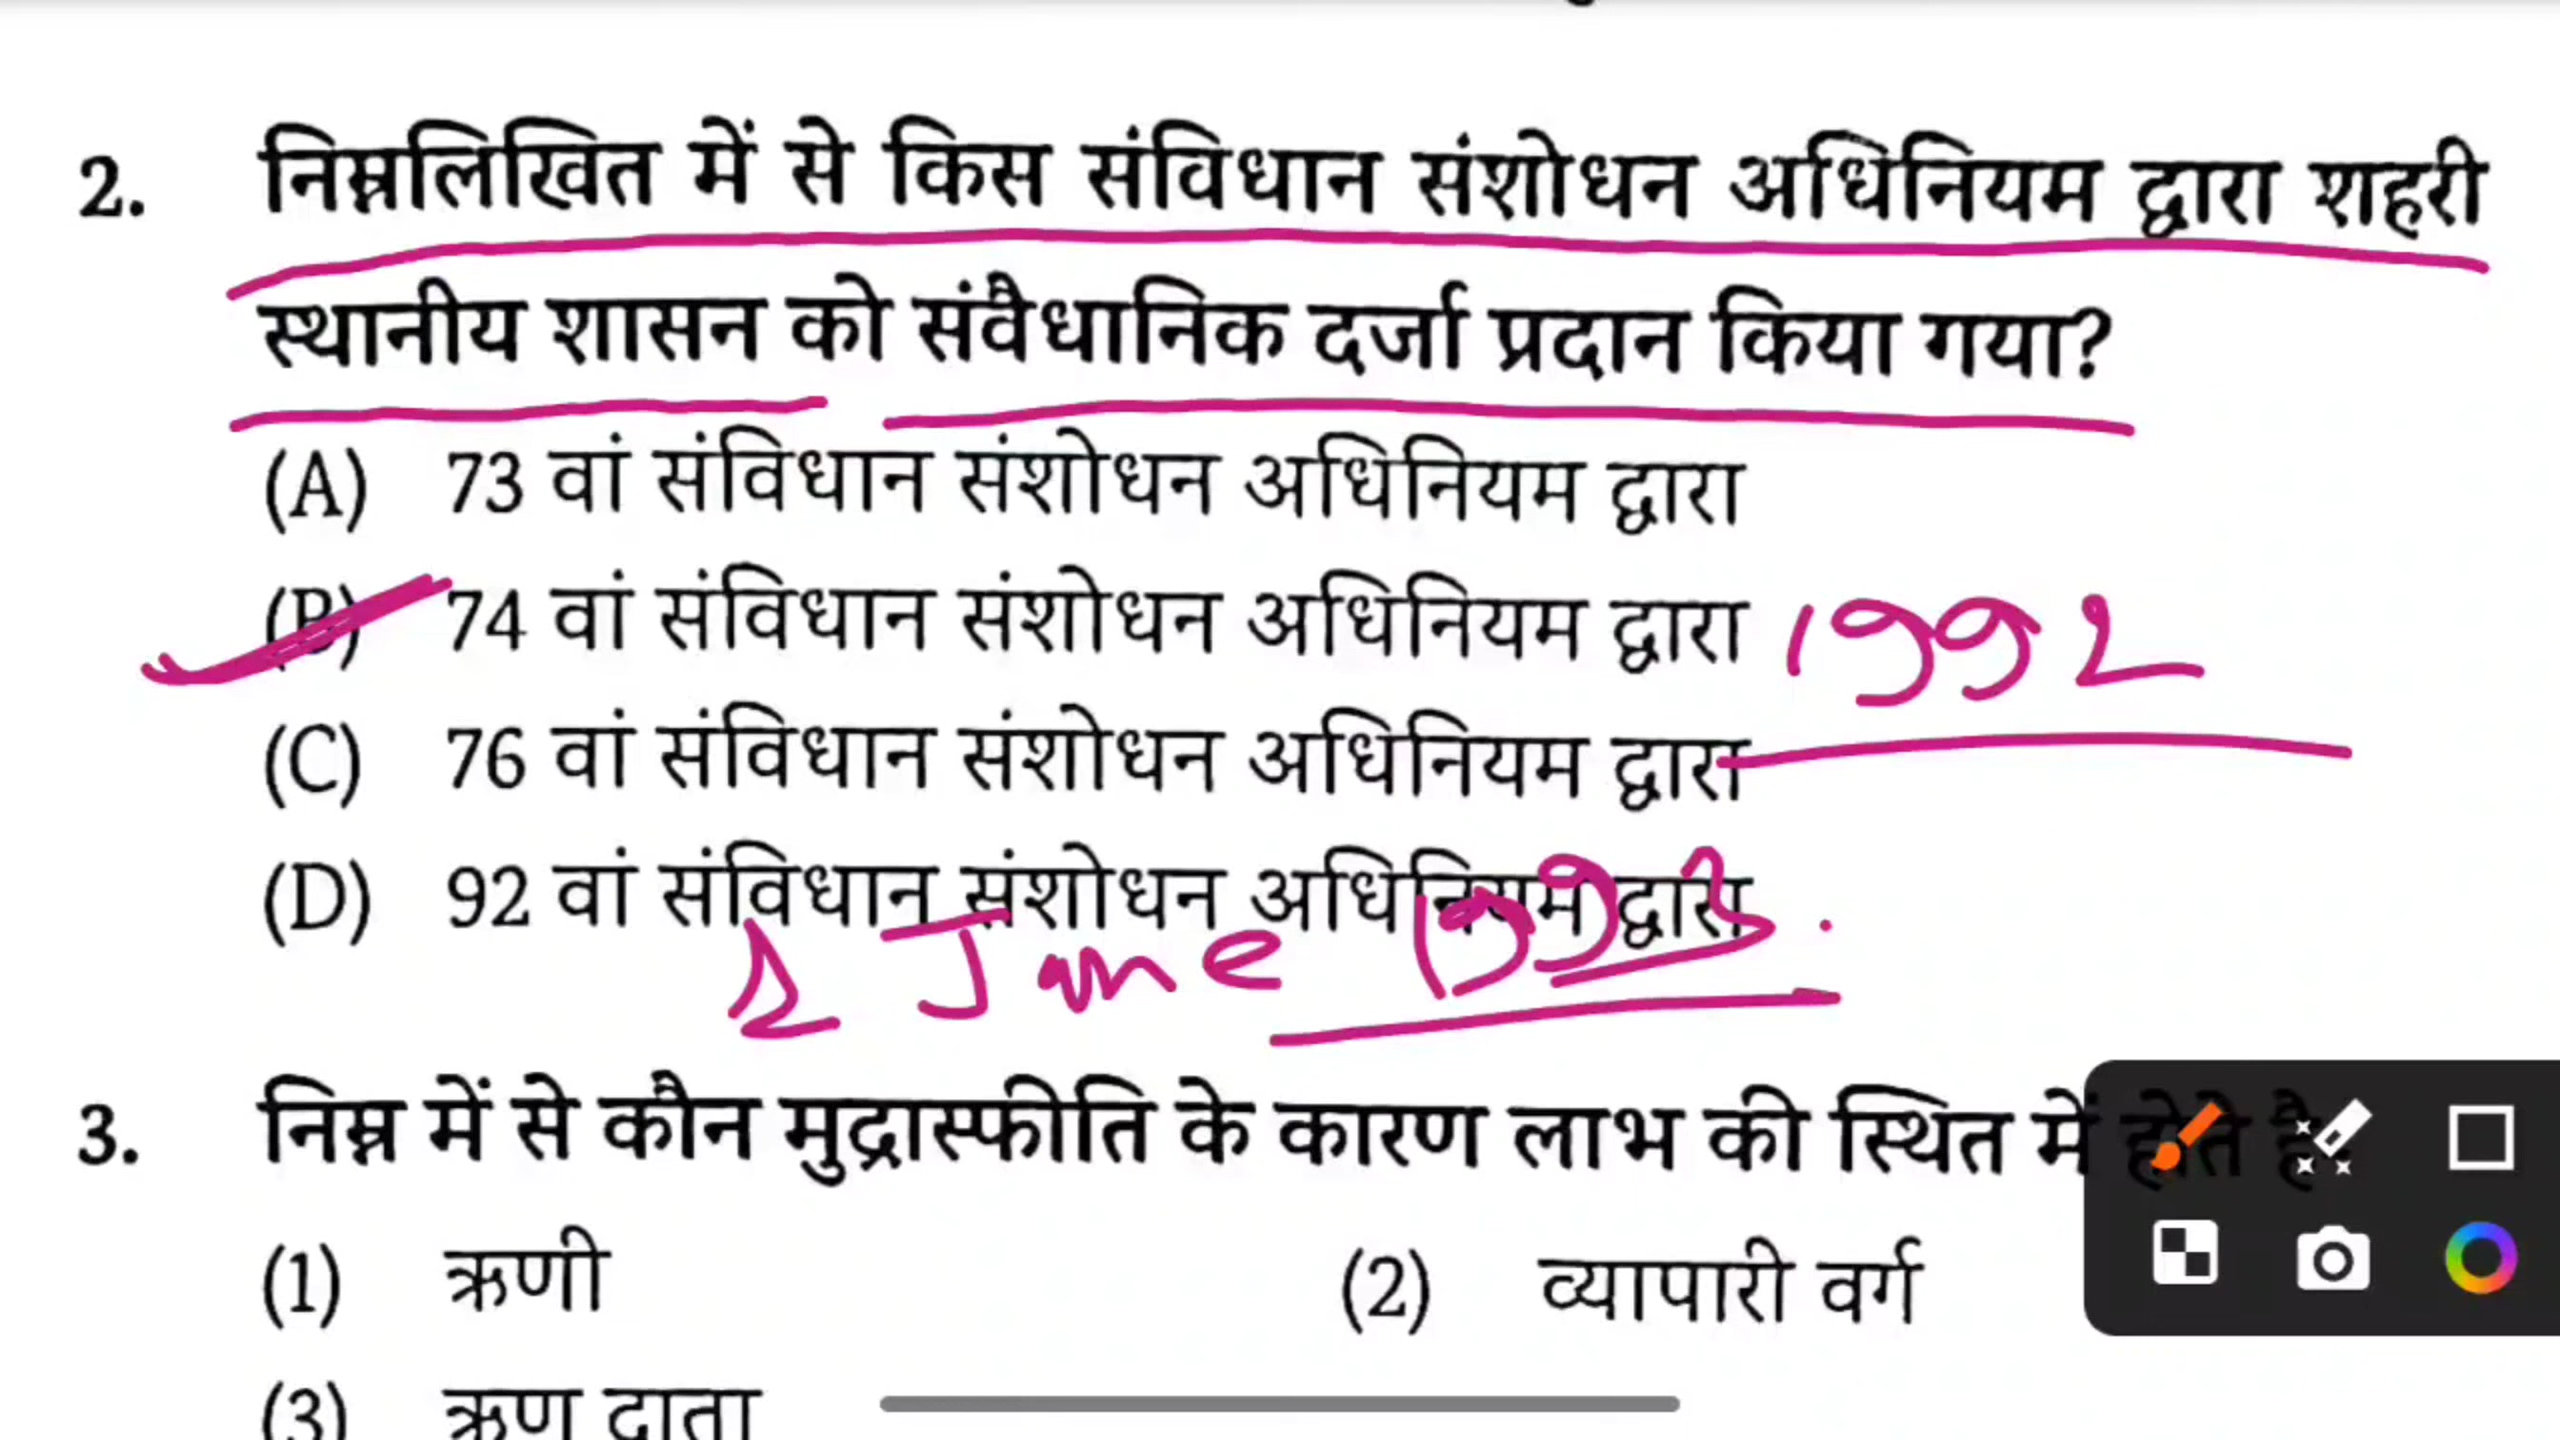 2. निम्नलिखित में से किस संविधान संशोधन अधिनियम द्वारा शहरी
स्थानीय शासन को संवैधानिक दर्जा प्रदान किया गया?
(A) 73 वां संविधान संशोधन अधिनियम द्वारा
(B) 74 वां संविधान संशोधन अधिनियम द्वारा 1992
(C) 76 वां संविधान संशोधन अधिनियम द्वारा
(D) 92 वां संविधान संशोधन अधिनियम द्वारा
June 1993.
3. निम्न में से कौन मुद्रास्फीति के कारण लाभ की स्थित में होते है
(1) ऋणी (2) व्यापारी वर्ग
(3) ऋण दाता